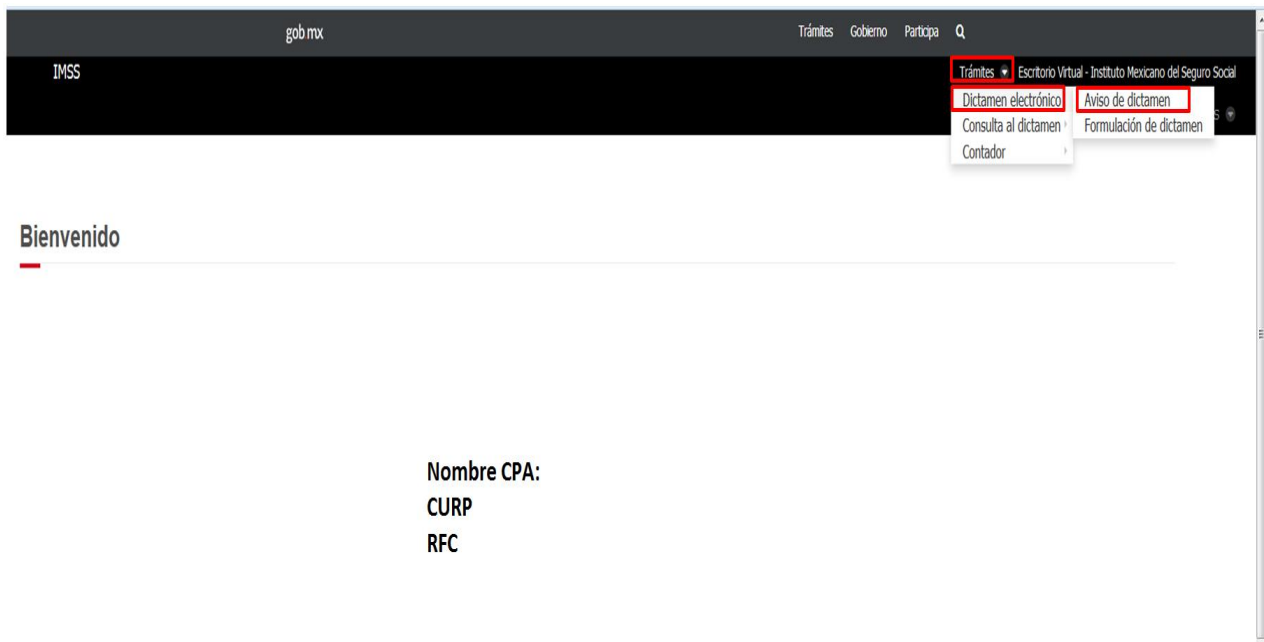 gob mx
Trámites Gobierno Participa
IMSS
Trámites Escritorio Virtual - Instituto Mexicano del Seguro Social
Dictamen electrónico Aviso de dictamen
S
Consulta al dictamen Formulación de dictamen
Contador
Bienvenido
Nombre CPA:
CURP
RFC